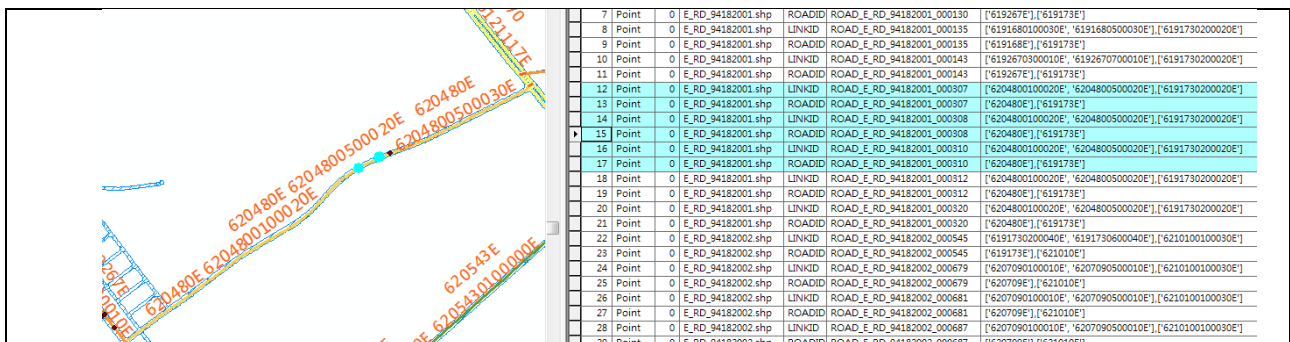 70
6121117E
620480E
6204800500030E
620480E 6204800500020E
620480E 6204800100020E
620480E 6204800100020E
267E
0010E
620543E
6205430100000E
7 Point 0 E_RD_94182001.shp ROADID ROAD_E_RD_94182001_000130 ['619267E'],['619173E']
8 Point 0 E_RD_94182001.shp LINKID ROAD_E_RD_94182001_000135 ['6191680100030E', '6191680500030E'],['6191730200020E']
9 Point 0 E_RD_94182001.shp ROADID ROAD_E_RD_94182001_000135 ['619168E'],['619173E']
10 Point 0 E_RD_94182001.shp LINKID ROAD_E_RD_94182001_000143 ['6192670300010E', '6192670700010E'],['6191730200020E']
11 Point 0 E_RD_94182001.shp ROADID ROAD_E_RD_94182001_000143 ['619267E'],['619173E']
12 Point 0 E_RD_94182001.shp LINKID ROAD_E_RD_94182001_000307 ['6204800100020E', '6204800500020E'],['6191730200020E']
13 Point 0 E_RD_94182001.shp ROADID ROAD_E_RD_94182001_000307 ['620480E'],['619173E']
14 Point 0 E_RD_94182001.shp LINKID ROAD_E_RD_94182001_000308 ['6204800100020E', '6204800500020E'],['6191730200020E']
15 Point 0 E_RD_94182001.shp ROADID ROAD_E_RD_94182001_000308 ['620480E'],['619173E']
16 Point 0 E_RD_94182001.shp LINKID ROAD_E_RD_94182001_000310 ['6204800100020E', '6204800500020E'],['6191730200020E']
17 Point 0 E_RD_94182001.shp ROADID ROAD_E_RD_94182001_000310 ['620480E'],['619173E']
18 Point 0 E_RD_94182001.shp LINKID ROAD_E_RD_94182001_000312 ['6204800100020E', '6204800500020E'],['6191730200020E']
19 Point 0 E_RD_94182001.shp ROADID ROAD_E_RD_94182001_000312 ['620480E'],['619173E']
20 Point 0 E_RD_94182001.shp LINKID ROAD_E_RD_94182001_000320 ['6204800100020E', '6204800500020E'],['6191730200020E']
21 Point 0 E_RD_94182001.shp ROADID ROAD_E_RD_94182001_000320 ['620480E'],['619173E']
22 Point 0 E_RD_94182002.shp LINKID ROAD_E_RD_94182002_000545 ['6191730200040E', '6191730600040E'],['6210100100030E']
23 Point 0 E_RD_94182002.shp ROADID ROAD_E_RD_94182002_000545 ['619173E'],['621010E']
24 Point 0 E_RD_94182002.shp LINKID ROAD_E_RD_94182002_000679 ['6207090100010E', '6207090500010E'],['6210100100030E']
25 Point 0 E_RD_94182002.shp ROADID ROAD_E_RD_94182002_000679 ['620709E'],['621010E']
26 Point 0 E_RD_94182002.shp LINKID ROAD_E_RD_94182002_000681 ['6207090100010E', '6207090500010E'],['6210100100030E']
27 Point 0 E_RD_94182002.shp ROADID ROAD_E_RD_94182002_000681 ['620709E'],['621010E']
28 Point 0 E_RD_94182002.shp LINKID ROAD_E_RD_94182002_000687 ['6207090100010E', '6207090500010E'],['6210100100030E']